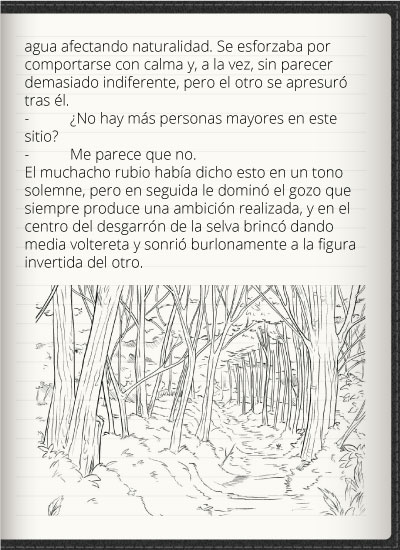 agua afectando naturalidad. Se esforzaba por
comportarse con calma y, a la vez, sin parecer
demasiado indiferente, pero el otro se apresuró
tras él.
- ¿No hay más personas mayores en este
sitio?
- Me parece que no.
El muchacho rubio había dicho esto en un tono
solemne, pero en seguida le dominó el gozo que
siempre produce una ambición realizada, y en el
centro del desgarrón de la selva brincó dando
media voltereta y sonrió burlonamente a la figura
invertida del otro.